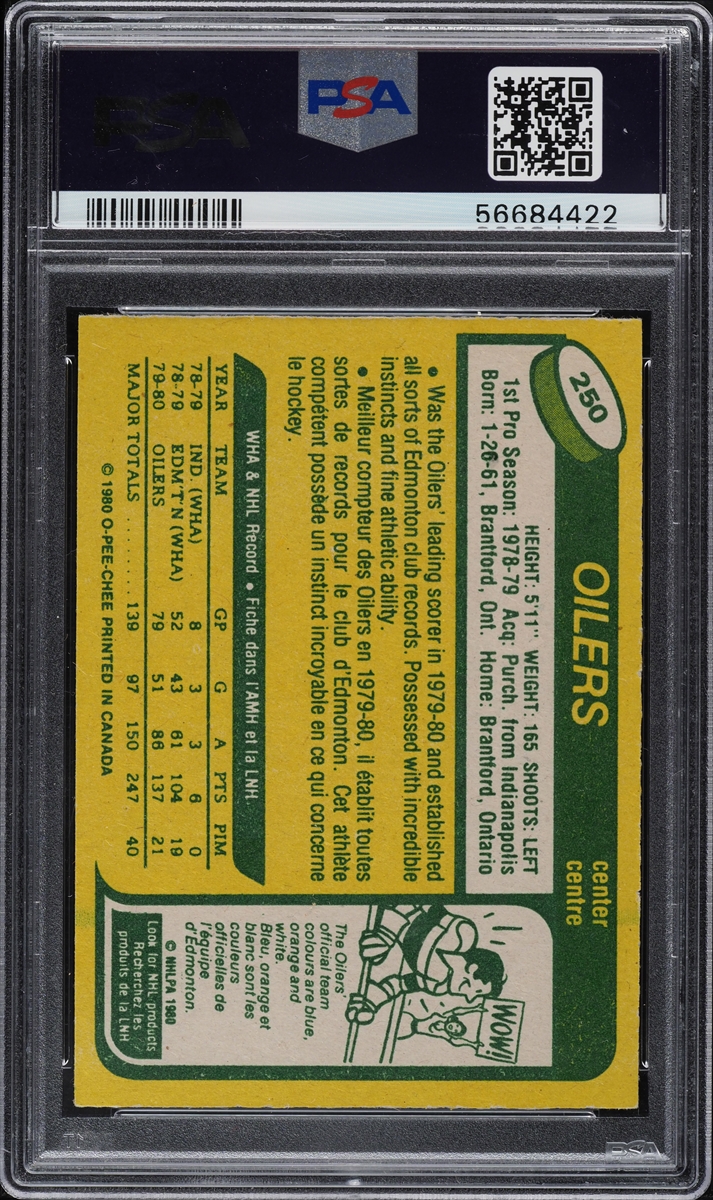 PSA
PSA
56684422
250
OILERS
center
centre
HEIGHT: 5'11" WEIGHT: 165 SHOOTS: LEFT
1st Pro Season: 1978-79 Acq: Purch. from Indianapolis
Born: 1-26-61, Brantford, Ont. Home: Brantford, Ontario
• Was the Oilers' leading scorer in 1979-80 and established
all sorts of Edmonton club records. Possessed with incredible
instincts and fine athletic ability.
• Meilleur compteur des Oilers en 1979-80, il établit toutes
sortes de records pour le club d'Edmonton. Cet athlète
compétent possède un instinct incroyable en ce qui concerne
le hockey.
WHA & NHL Record • Fiche dans l'AMH et la LNH.
YEAR TEAM GP G A PTS PIM
78-79 IND. (WHA) 8 3 3 6 0
78-79 EDM'T'N (WHA) 52 43 61 104 19
79-80 OILERS 79 51 86 137 21
MAJOR TOTALS ........ 139 97 150 247 40
© 1980 O-PEE-CHEE PRINTED IN CANADA
WOW!
The Oilers'
official team
colours are blue,
orange and
white.
Bleu, orange et
blanc sont les
couleurs
officielles de
l'équipe
d'Edmonton.
© NHLPA 1980
Look for NHL products
Recherchez les
produits de la LNH
PSA